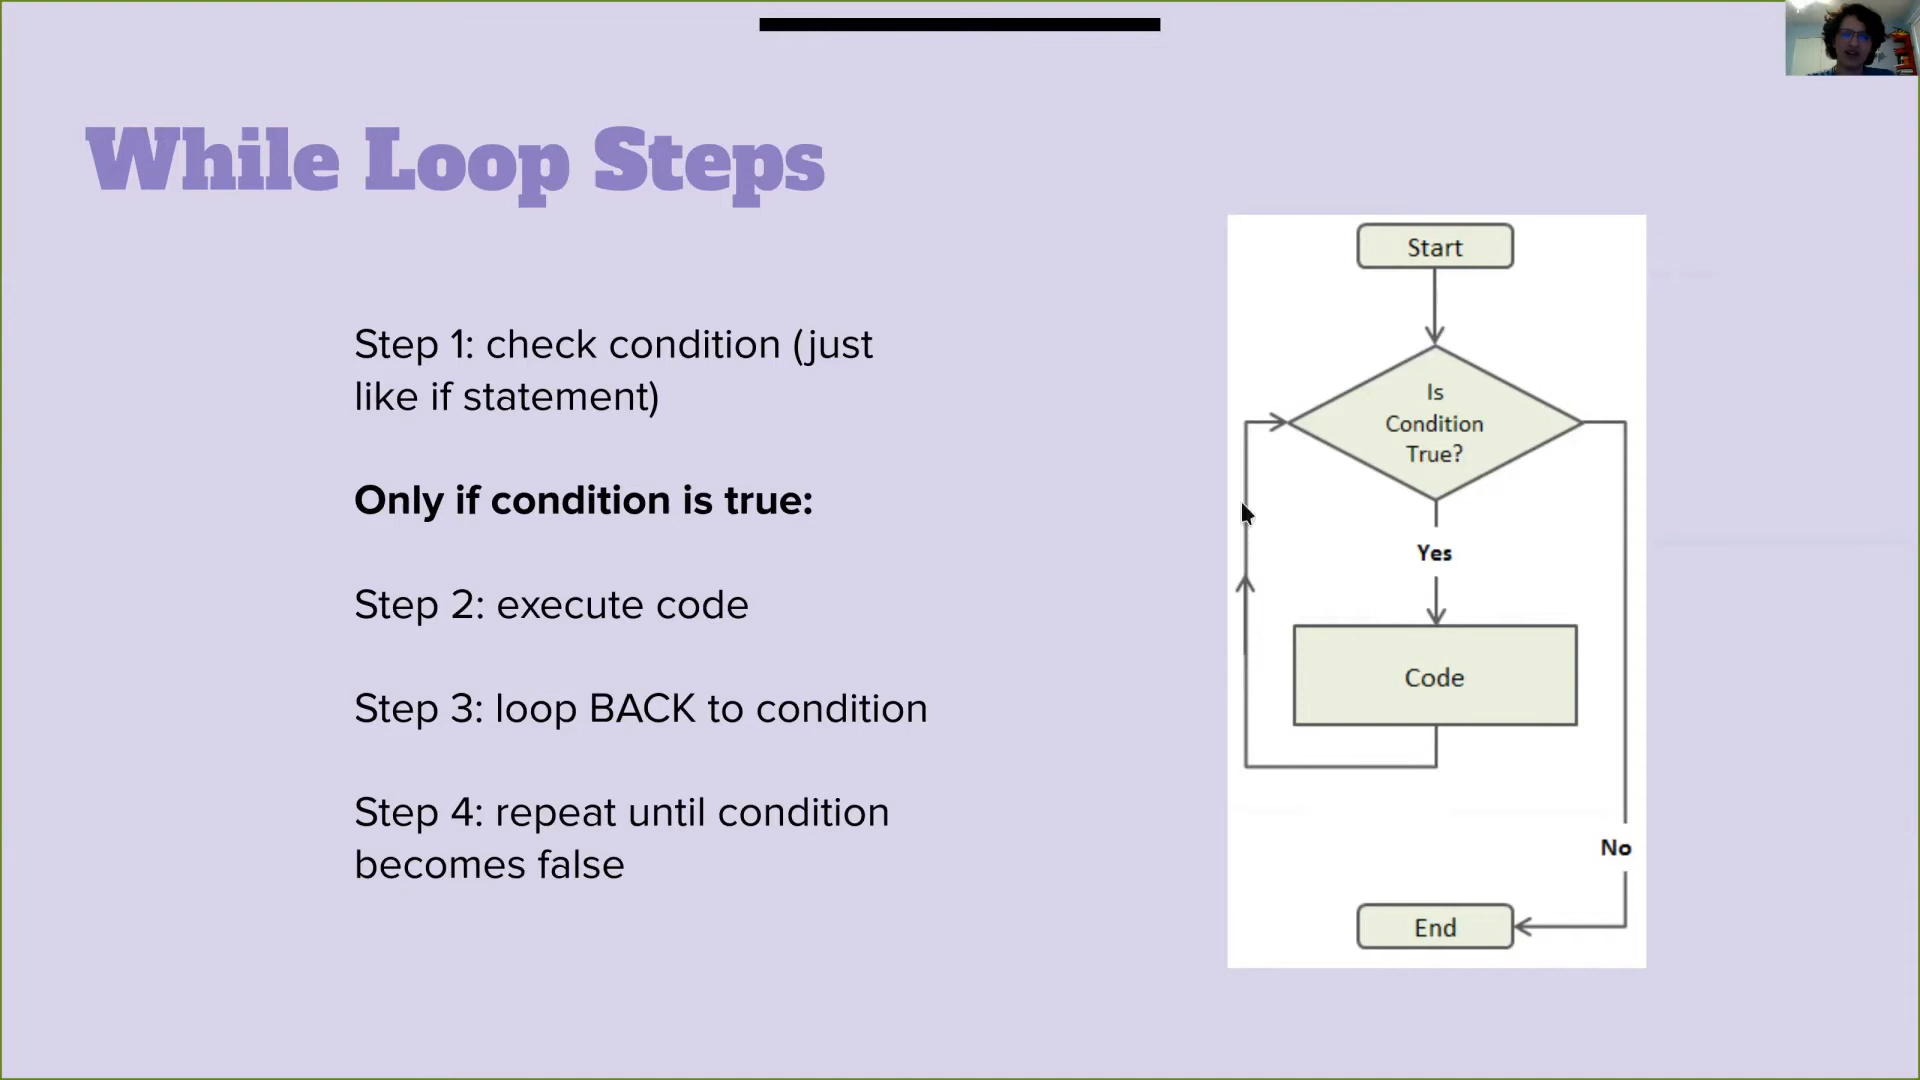 While Loop Steps
Step 1: check condition (just
like if statement)
Only if condition is true:
Step 2: execute code
Step 3: loop BACK to condition
Step 4: repeat until condition
becomes false
Start
Is
Condition
True?
Yes
Code
No
End